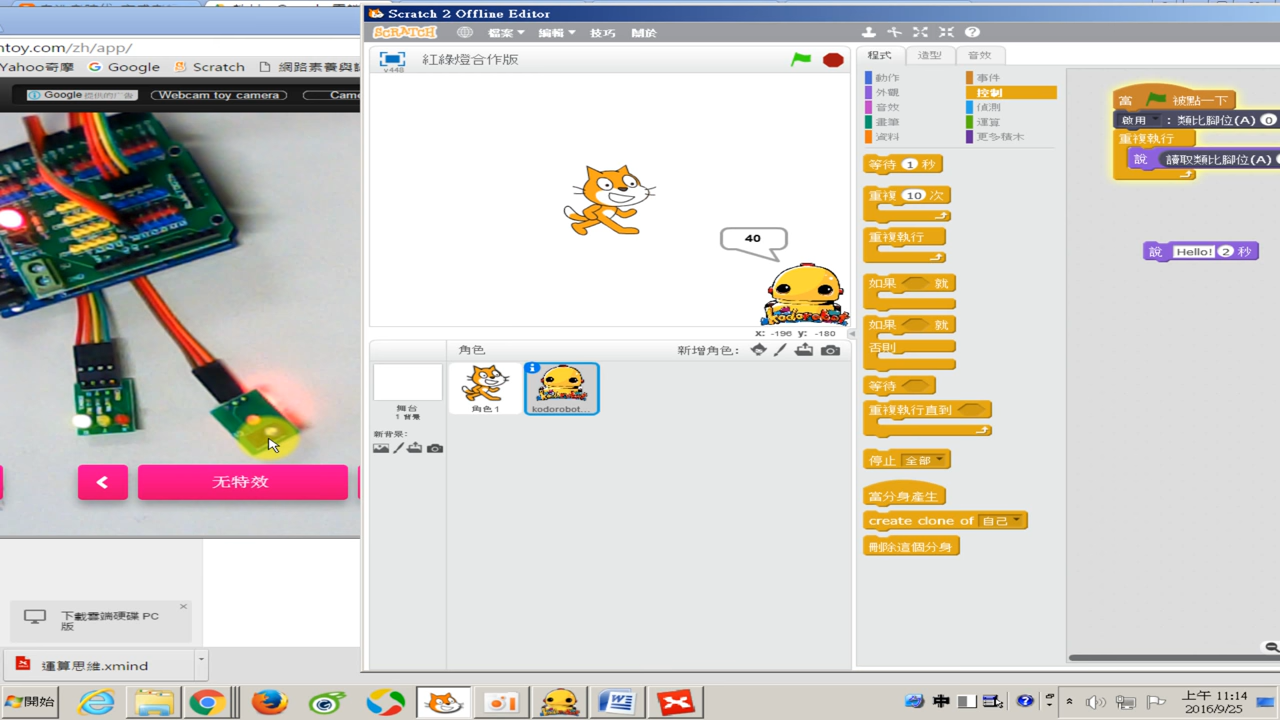 Scratch 2 Offline Editor
ntoy.com/zh/app/
Yahoo奇摩 Google Scratch 網路素養與
Google 提供的廣告 Webcam toy camera Came
无特效
下載雲端硬碟 PC
版
運算思維.xmind
SCRATCH 檔案 編輯 技巧 關於
v448 紅綠燈合作版
40
kodorobot
x: -196 y: -180
角色 新增角色:
舞台
1 背景
新背景:
角色1
kodorobot...
程式 造型 音效
動作 事件
外觀 控制
音效 偵測
畫筆 運算
資料 更多積木
等待 1 秒
重複 10 次
重複執行
如果 就
如果 就
否則
等待
重複執行直到
停止 全部
當分身產生
create clone of 自己
刪除這個分身
當 被點一下
啟用 : 類比腳位(A) 0
重複執行
說 讀取類比腳位(A)
說 Hello! 2 秒
開始
中
上午 11:14
2016/9/25